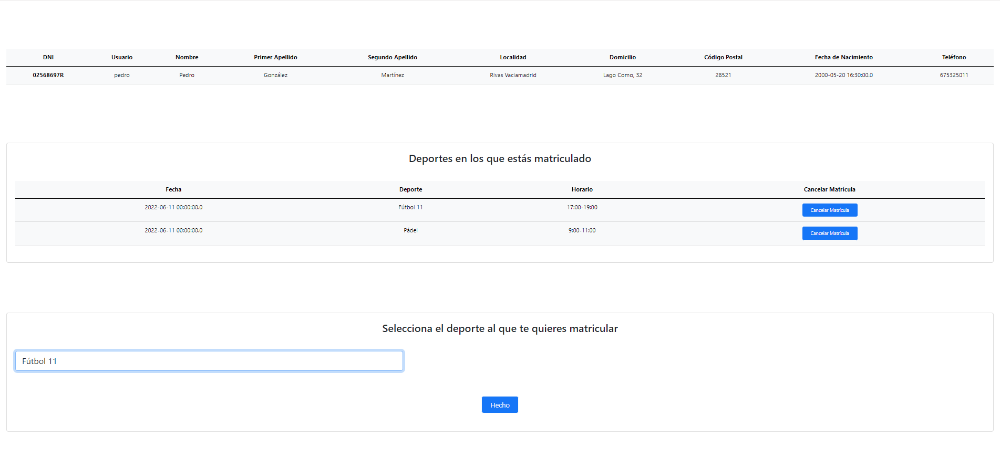 DNI Usuario Nombre Primer Apellido Segundo Apellido Localidad Domicilio Código Postal Fecha de Nacimiento Teléfono
02568697R pedro Pedro González Martínez Rivas Vaciamadrid Lago Como, 32 28521 2000-05-20 16:30:00.0 675325011
Deportes en los que estás matriculado
Fecha Deporte Horario Cancelar Matrícula
2022-06-11 00:00:00.0 Fútbol 11 17:00-19:00 Cancelar Matrícula
2022-06-11 00:00:00.0 Pádel 9:00-11:00 Cancelar Matrícula
Selecciona el deporte al que te quieres matricular
Fútbol 11
Hecho